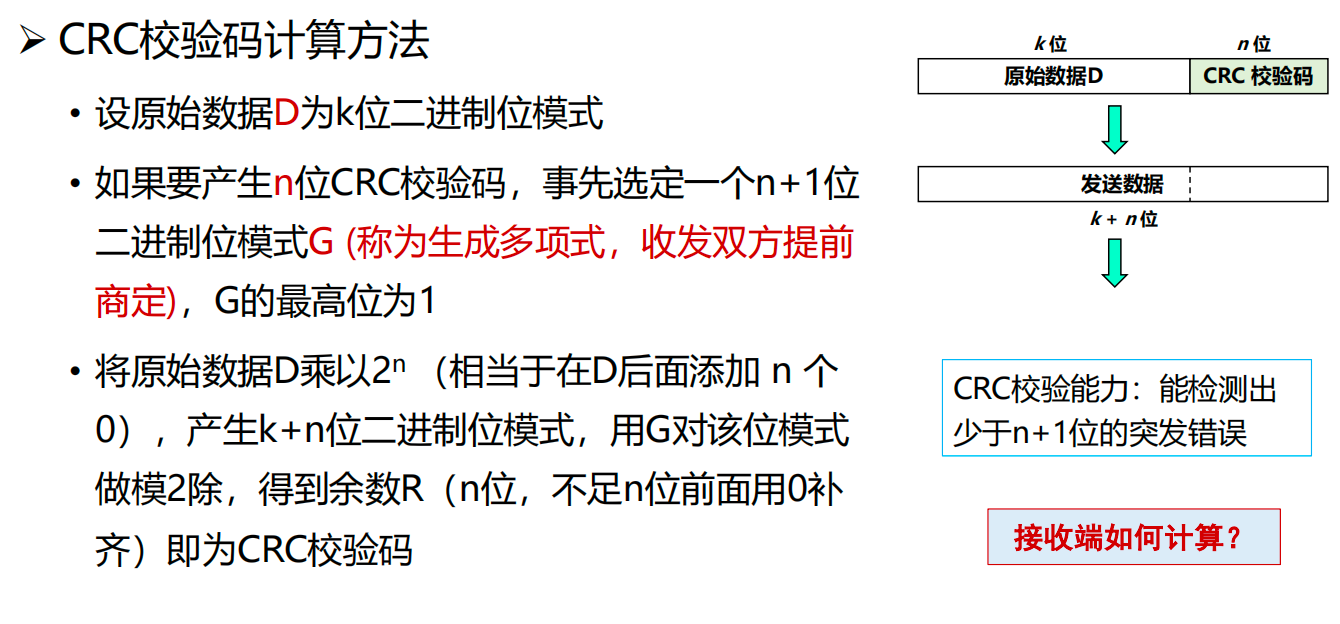 ➢ CRC校验码计算方法
• 设原始数据D为k位二进制位模式
• 如果要产生n位CRC校验码，事先选定一个n+1位
二进制位模式G (称为生成多项式，收发双方提前
商定)，G的最高位为1
• 将原始数据D乘以2ⁿ （相当于在D后面添加 n 个
0），产生k+n位二进制位模式，用G对该位模式
做模2除，得到余数R（n位，不足n位前面用0补
齐）即为CRC校验码
k 位 n 位
原始数据D CRC 校验码
发送数据
k + n 位
CRC校验能力：能检测出
少于n+1位的突发错误
接收端如何计算？